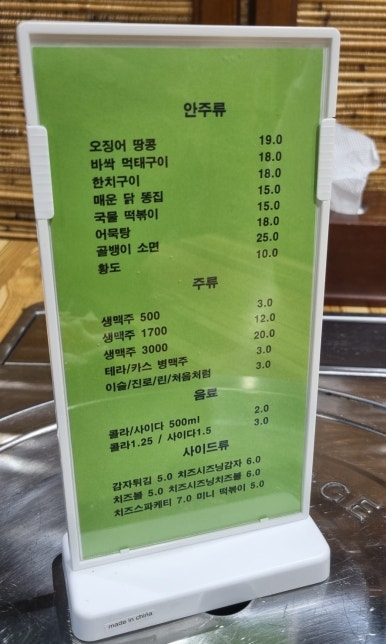 안주류
오징어 땅콩 19.0
바싹 먹태구이 18.0
한치구이 18.0
매운 닭 똥집 15.0
국물 떡볶이 15.0
어묵탕 18.0
골뱅이 소면 25.0
황도 10.0
주류
생맥주 500 3.0
생맥주 1700 12.0
생맥주 3000 20.0
테라/카스 병맥주 3.0
이슬/진로/린/처음처럼 3.0
음료
콜라/사이다 500ml 2.0
콜라1.25 / 사이다1.5 3.0
사이드류
감자튀김 5.0 치즈시즈닝감자 6.0
치즈볼 5.0 치즈시즈닝치즈볼 6.0
치즈스파케티 7.0 미니 떡볶이 5.0
made in china